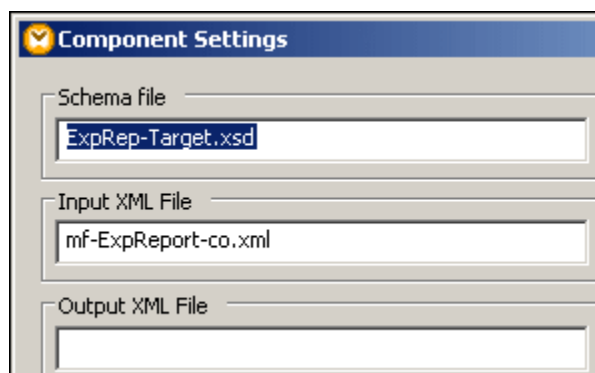 Component Settings
Schema file
ExpRep-Target.xsd
Input XML File
mf-ExpReport-co.xml
Output XML File